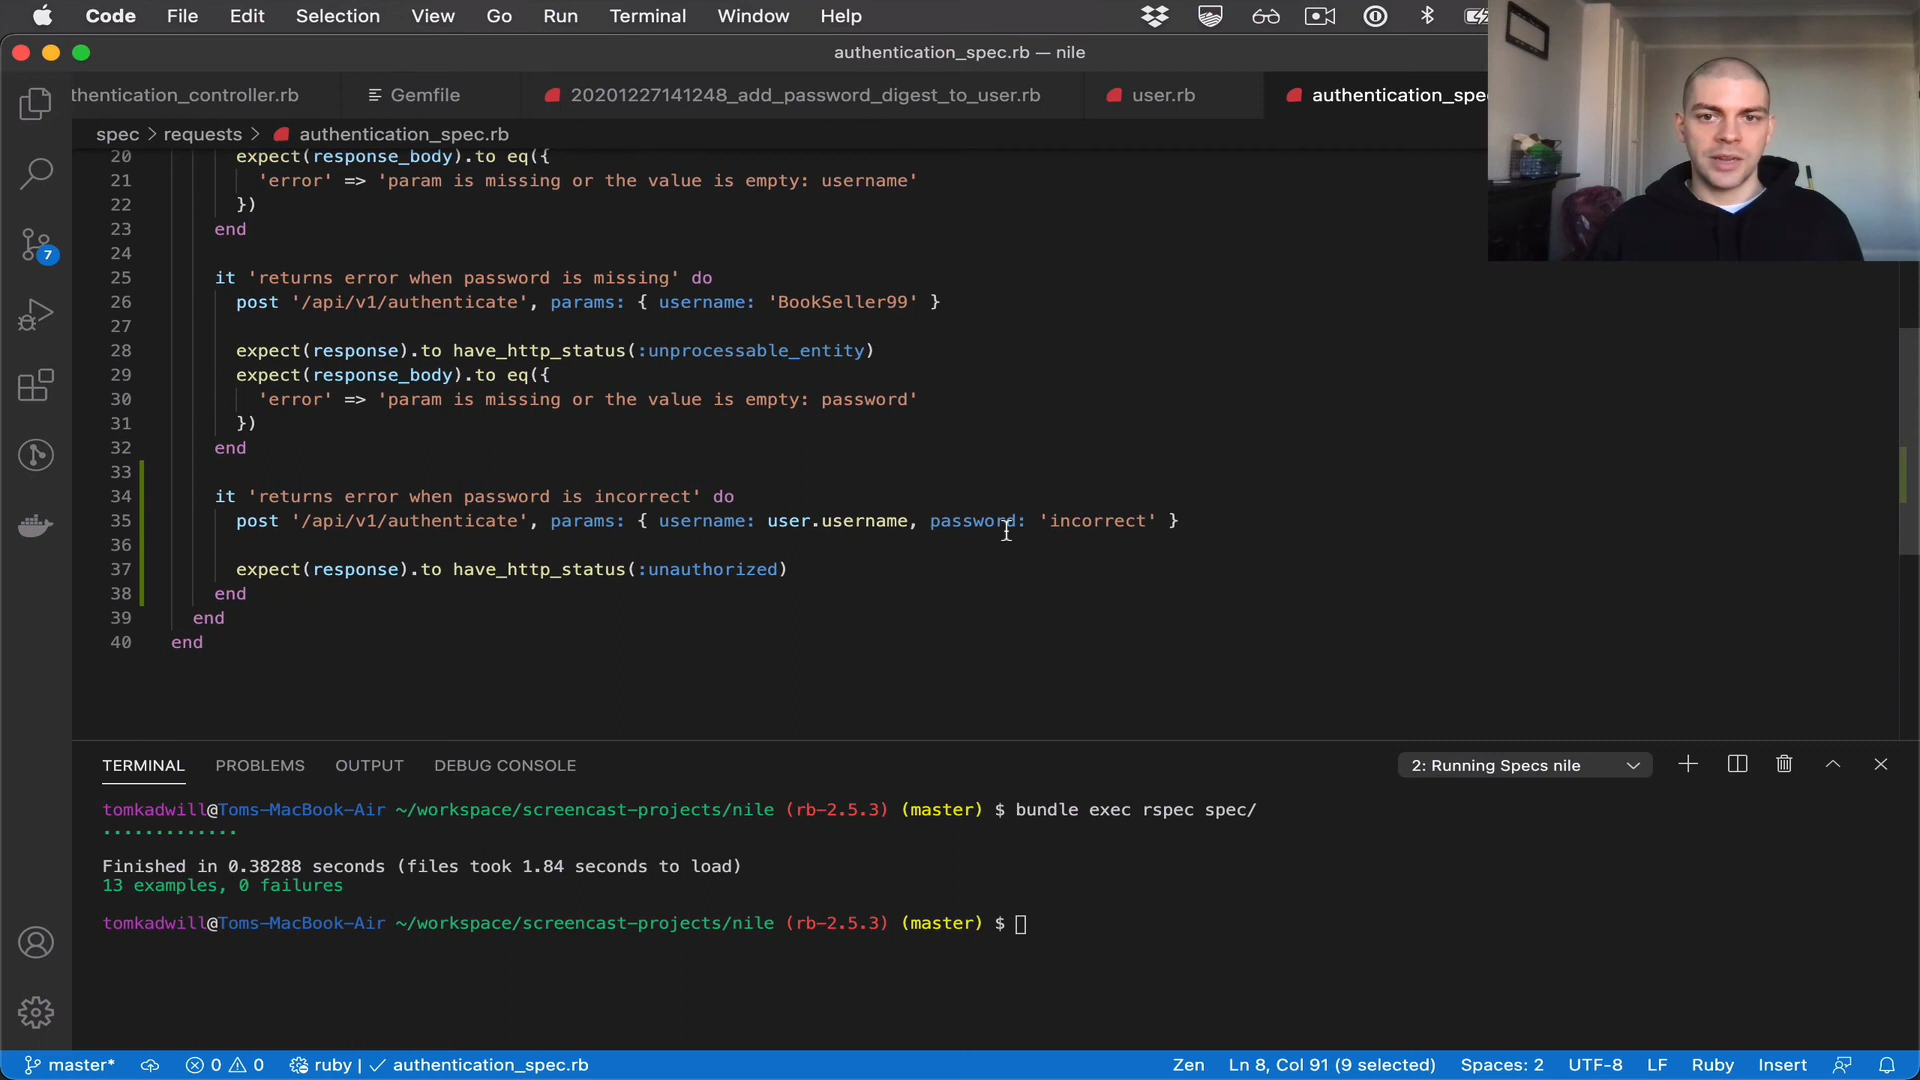 Code File Edit Selection View Go Run Terminal Window Help
authentication_spec.rb — nile
thentication_controller.rb Gemfile 20201227141248_add_password_digest_to_user.rb user.rb authentication_spe
spec > requests > authentication_spec.rb
20 expect(response_body).to eq({
21 'error' => 'param is missing or the value is empty: username'
22 })
23 end
24
25 it 'returns error when password is missing' do
26 post '/api/v1/authenticate', params: { username: 'BookSeller99' }
27
28 expect(response).to have_http_status(:unprocessable_entity)
29 expect(response_body).to eq({
30 'error' => 'param is missing or the value is empty: password'
31 })
32 end
33
34 it 'returns error when password is incorrect' do
35 post '/api/v1/authenticate', params: { username: user.username, password: 'incorrect' }
36
37 expect(response).to have_http_status(:unauthorized)
38 end
39 end
40 end
7
TERMINAL PROBLEMS OUTPUT DEBUG CONSOLE 2: Running Specs nile
tomkadwill@Toms-MacBook-Air ~/workspace/screencast-projects/nile (rb-2.5.3) (master) $ bundle exec rspec spec/
.............
Finished in 0.38288 seconds (files took 1.84 seconds to load)
13 examples, 0 failures
tomkadwill@Toms-MacBook-Air ~/workspace/screencast-projects/nile (rb-2.5.3) (master) $
master* 0 0 ruby | ✓ authentication_spec.rb Zen Ln 8, Col 91 (9 selected) Spaces: 2 UTF-8 LF Ruby Insert